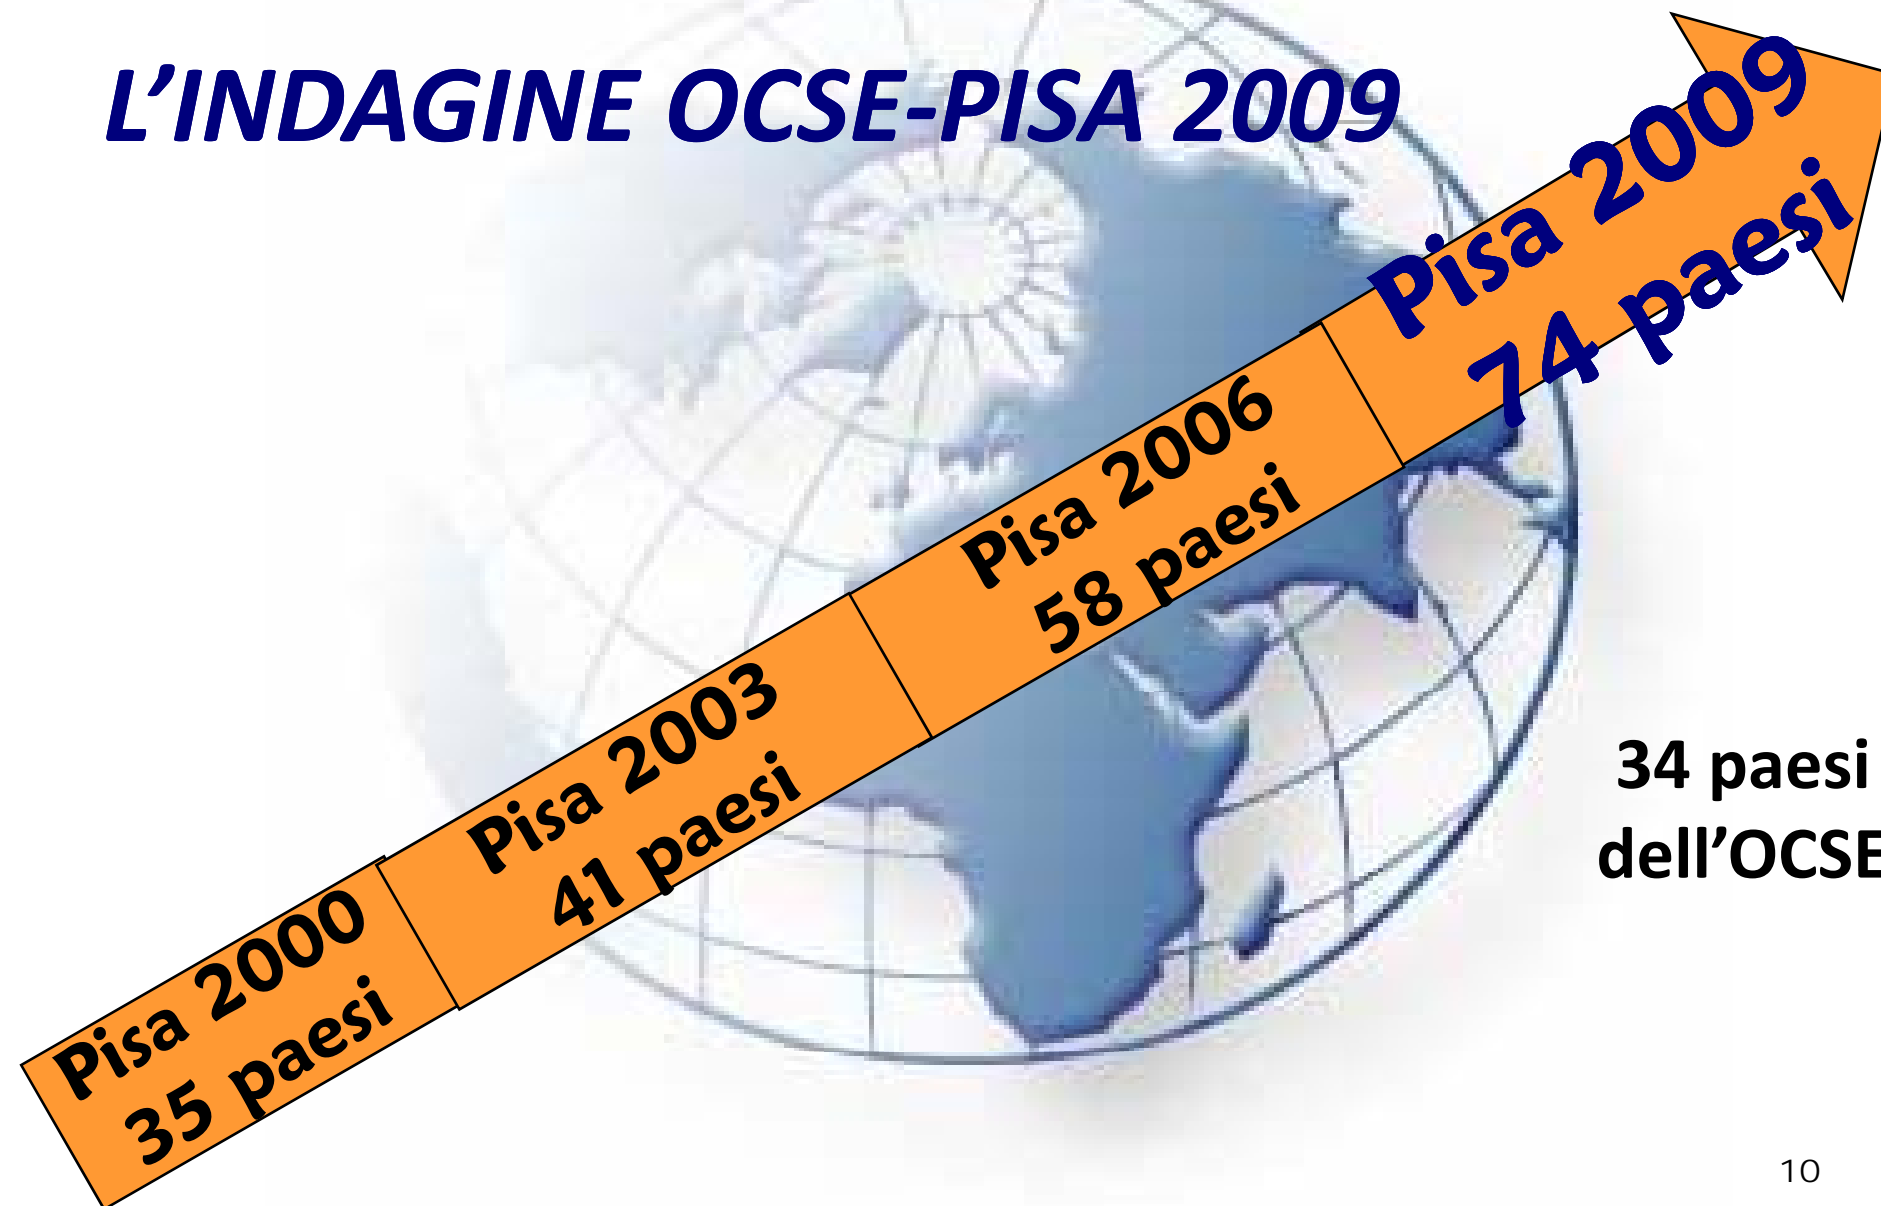 L’INDAGINE OCSE-PISA 2009
Pisa 2009
74 paesi
Pisa 2006
58 paesi
Pisa 2003
41 paesi
Pisa 2000
35 paesi
34 paesi
dell’OCSE
10